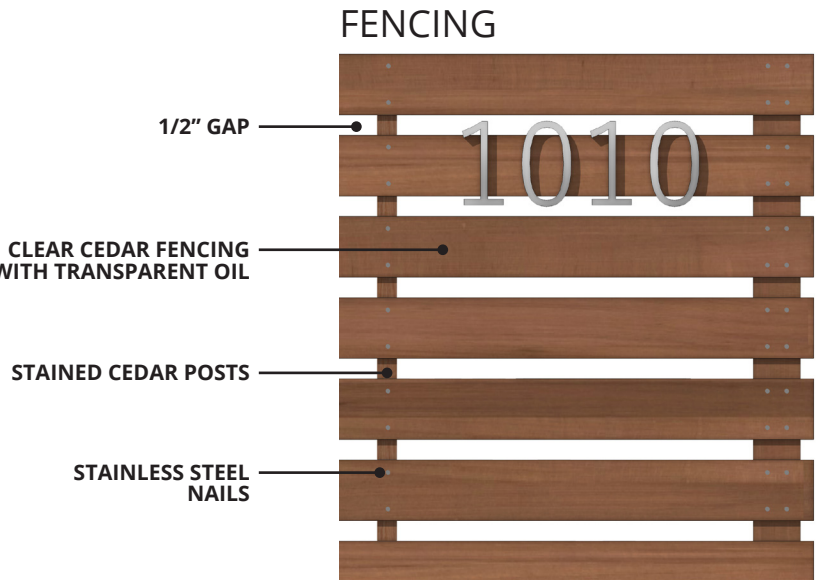 FENCING
1/2” GAP
1010
CLEAR CEDAR FENCING
WITH TRANSPARENT OIL
STAINED CEDAR POSTS
STAINLESS STEEL
NAILS